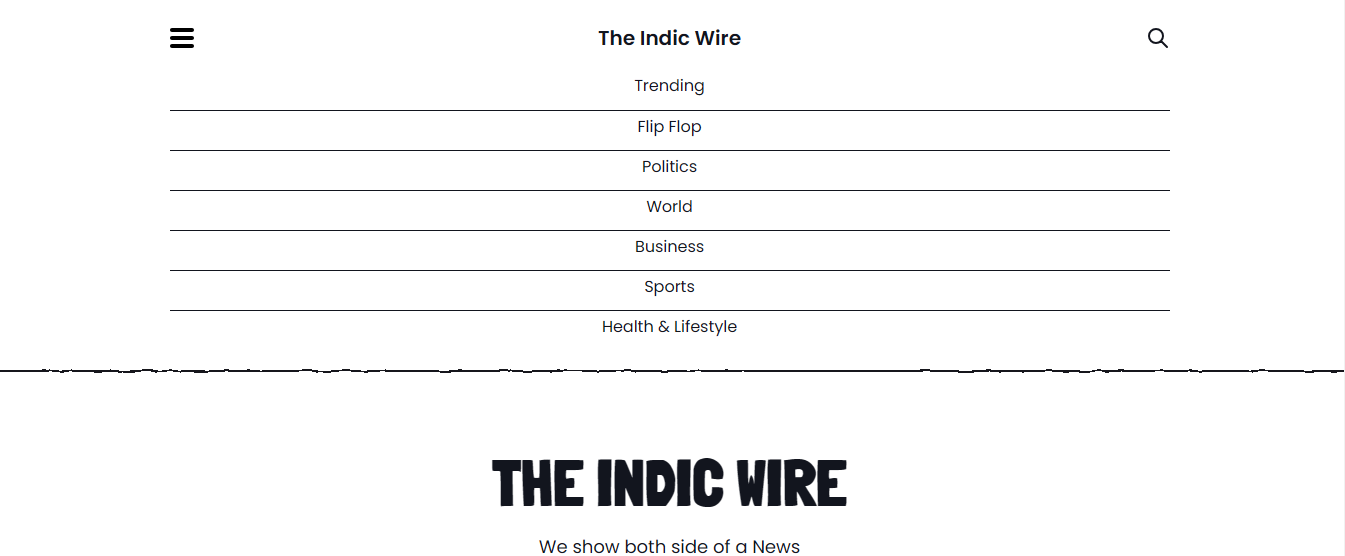 The Indic Wire
Trending
Flip Flop
Politics
World
Business
Sports
Health & Lifestyle
THE INDIC WIRE
We show both side of a News